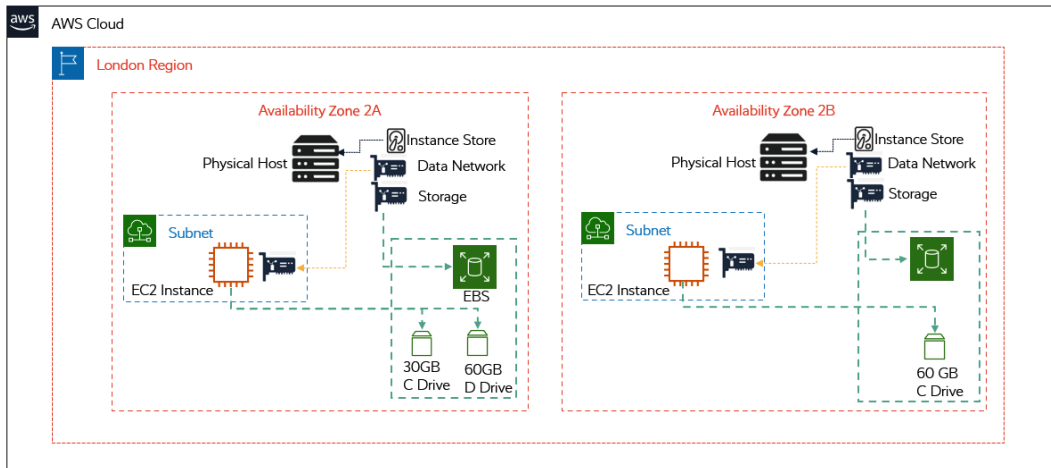 aws
AWS Cloud
London Region
Availability Zone 2A
Instance Store
Physical Host
Data Network
Storage
Subnet
EC2 Instance
EBS
30GB
C Drive
60GB
D Drive
Availability Zone 2B
Instance Store
Physical Host
Data Network
Storage
Subnet
EC2 Instance
60 GB
C Drive